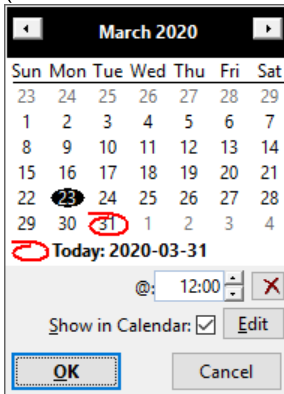 March 2020
Sun Mon Tue Wed Thu Fri Sat
23 24 25 26 27 28 29
1 2 3 4 5 6 7
8 9 10 11 12 13 14
15 16 17 18 19 20 21
22 23 24 25 26 27 28
29 30 31 1 2 3 4
Today: 2020-03-31
@: 12:00
Show in Calendar: Edit
OK Cancel